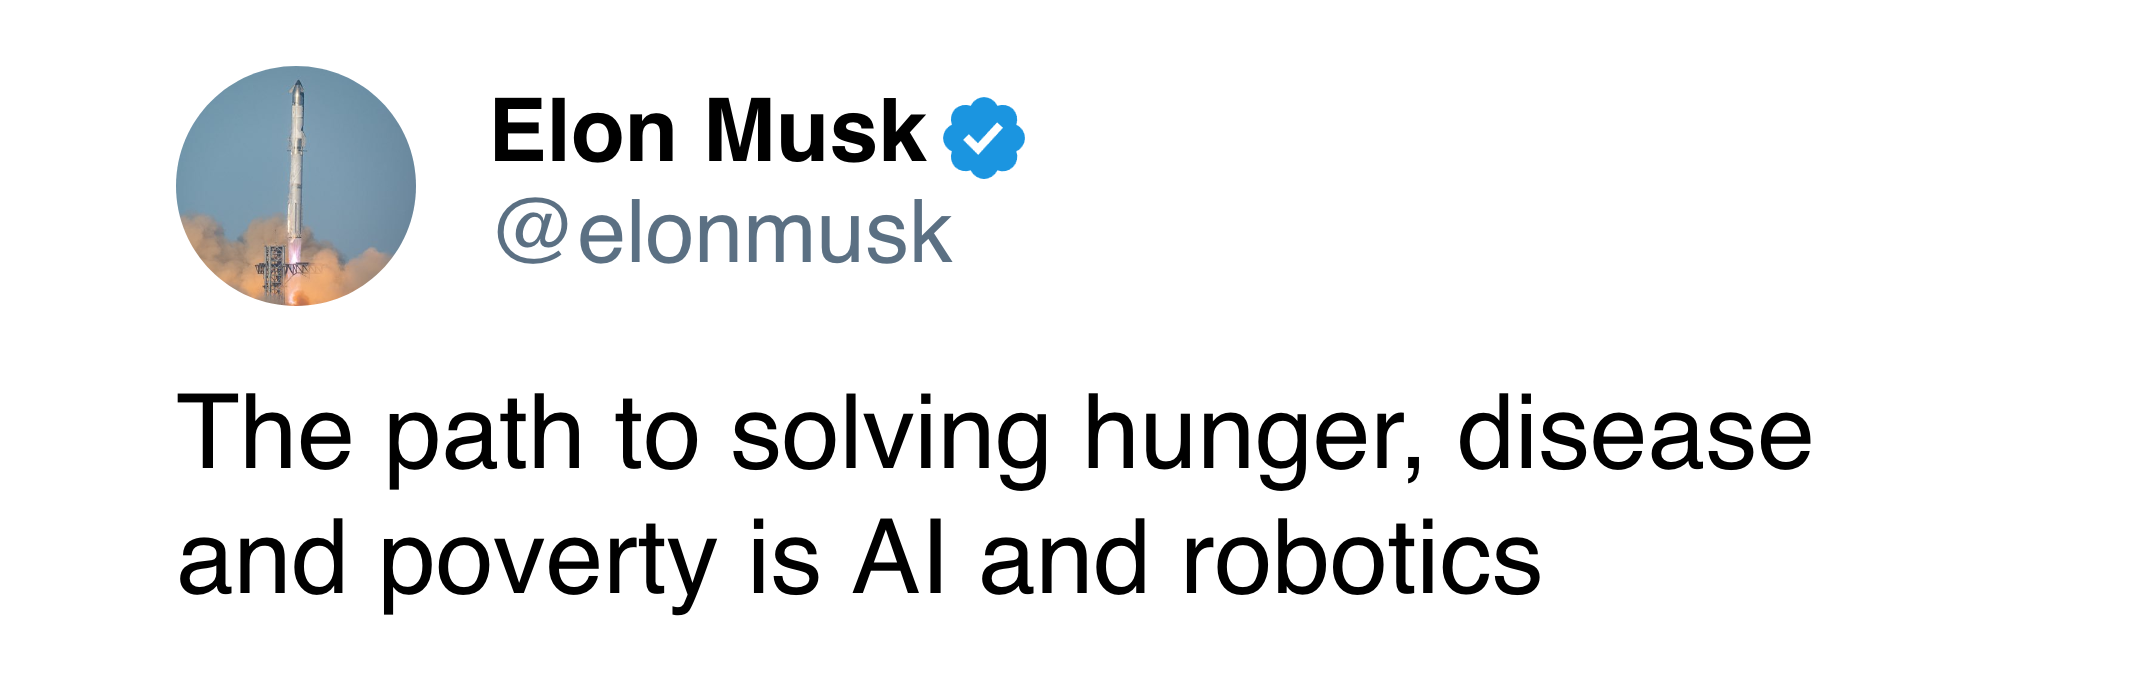 Elon Musk
@elonmusk
The path to solving hunger, disease
and poverty is AI and robotics